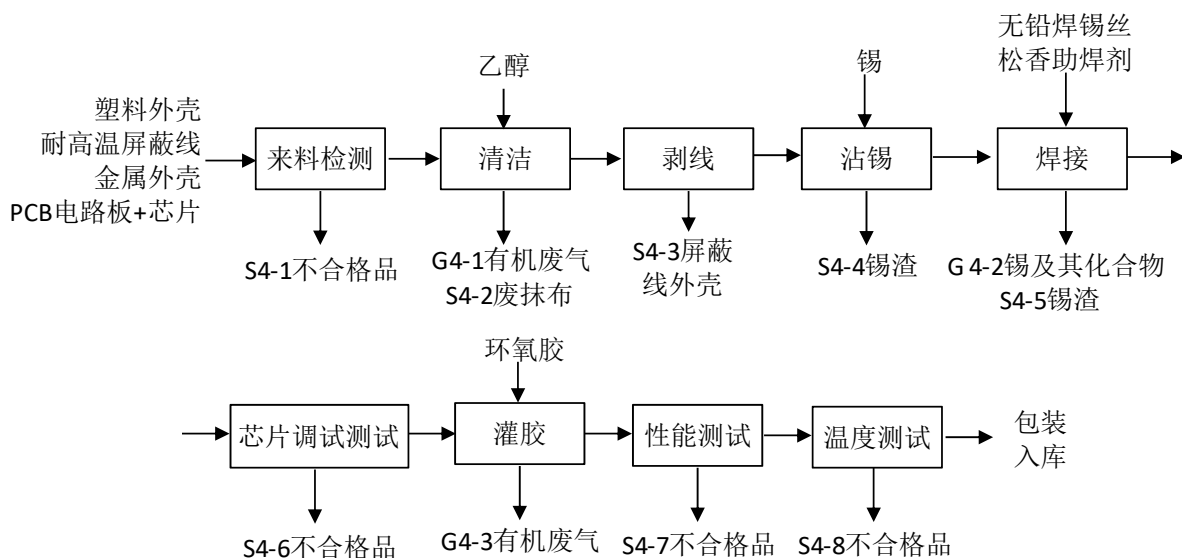 无铅焊锡丝
松香助焊剂
乙醇
锡
塑料外壳
耐高温屏蔽线
金属外壳
PCB电路板+芯片
来料检测
清洁
剥线
沾锡
焊接
S4-1不合格品
G4-1有机废气
S4-2废抹布
S4-3屏蔽
线外壳
S4-4锡渣
G 4-2锡及其化合物
S4-5锡渣
环氧胶
芯片调试测试
灌胶
性能测试
温度测试
包装
入库
S4-6不合格品
G4-3有机废气
S4-7不合格品
S4-8不合格品